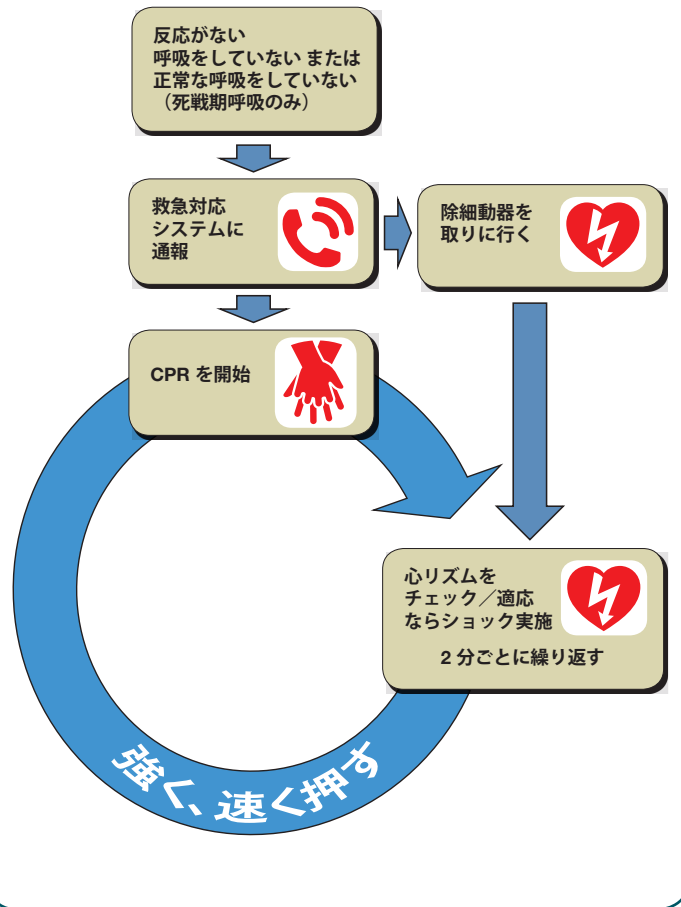 反応がない
呼吸をしていない または
正常な呼吸をしていない
（死戦期呼吸のみ）
救急対応
システムに
通報
除細動器を
取りに行く
CPR を開始
心リズムを
チェック／適応
ならショック実施
2 分ごとに繰り返す
強く、速く押す